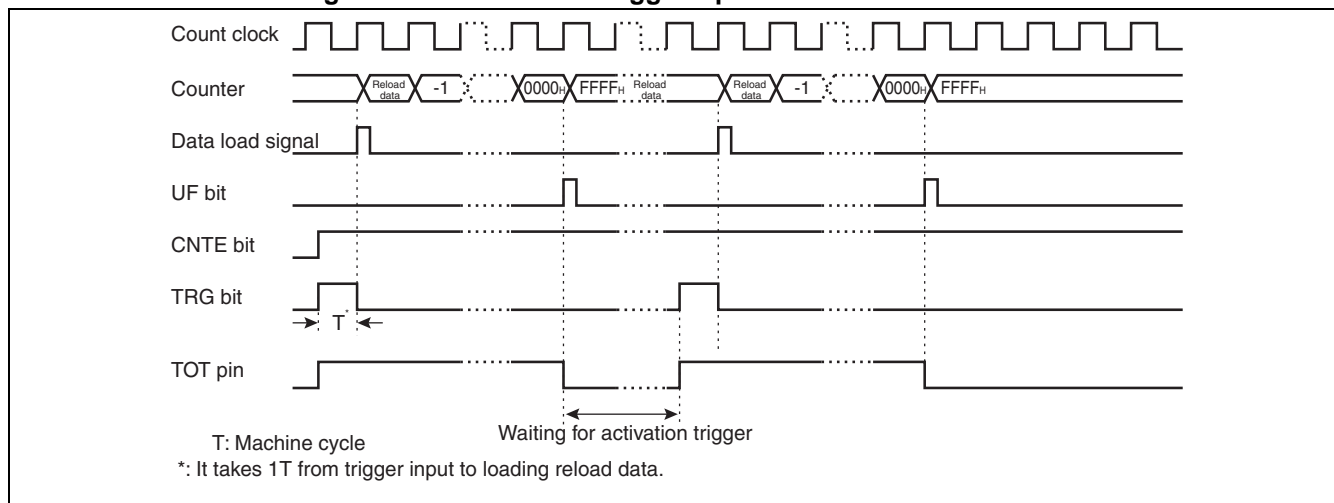 Count clock
Counter
Reload data
-1
0000H
FFFFH
Reload data
Reload data
-1
0000H
FFFFH
Data load signal
UF bit
CNTE bit
TRG bit
T*
TOT pin
Waiting for activation trigger
T: Machine cycle
*: It takes 1T from trigger input to loading reload data.